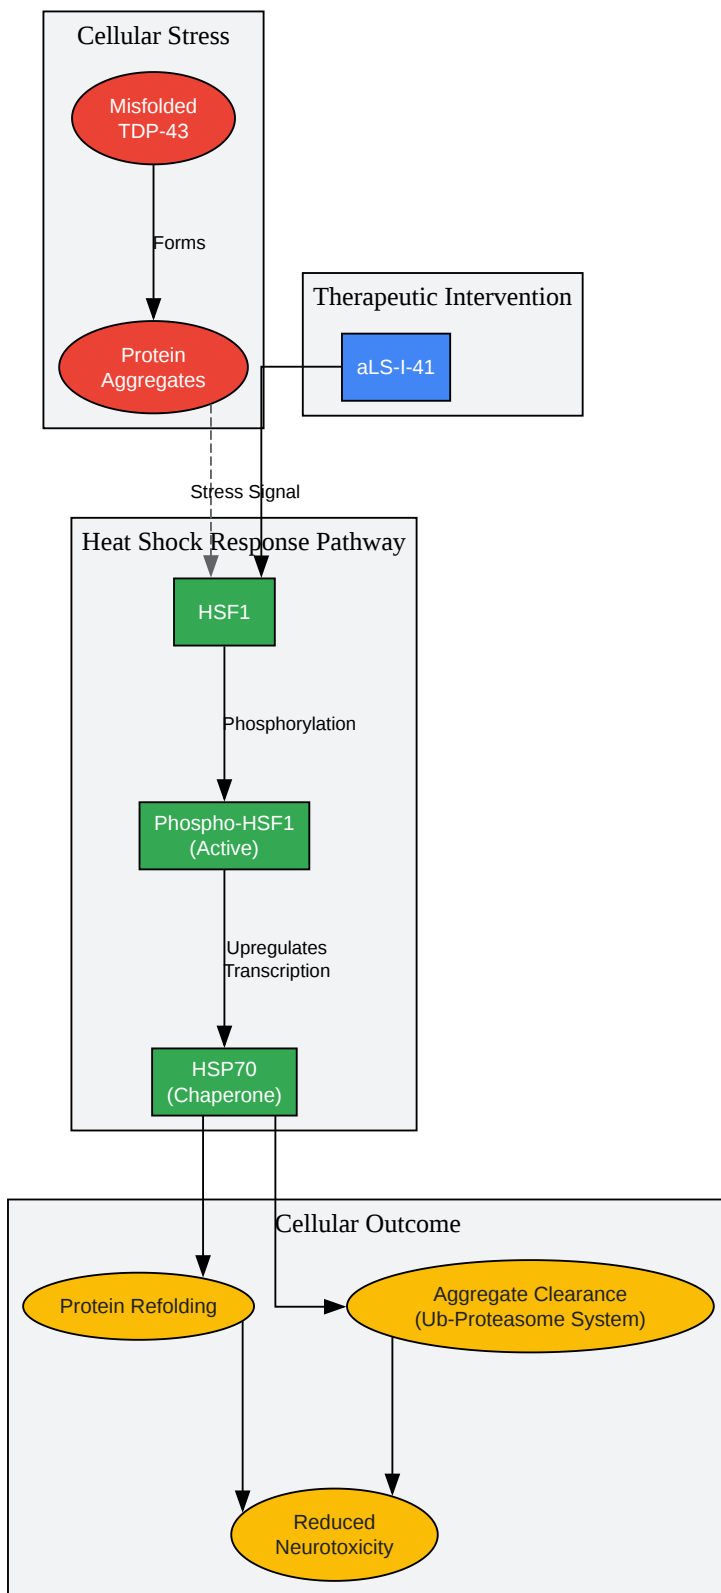 Cellular Stress
Misfolded
TDP-43
Forms
Therapeutic Intervention
Protein
Aggregates
aLS-I-41
Stress Signal
Heat Shock Response Pathway
HSF1
Phosphorylation
Phospho-HSF1
(Active)
Upregulates
Transcription
HSP70
(Chaperone)
Cellular Outcome
Protein Refolding
Aggregate Clearance
(Ub-Proteasome System)
Reduced
Neurotoxicity